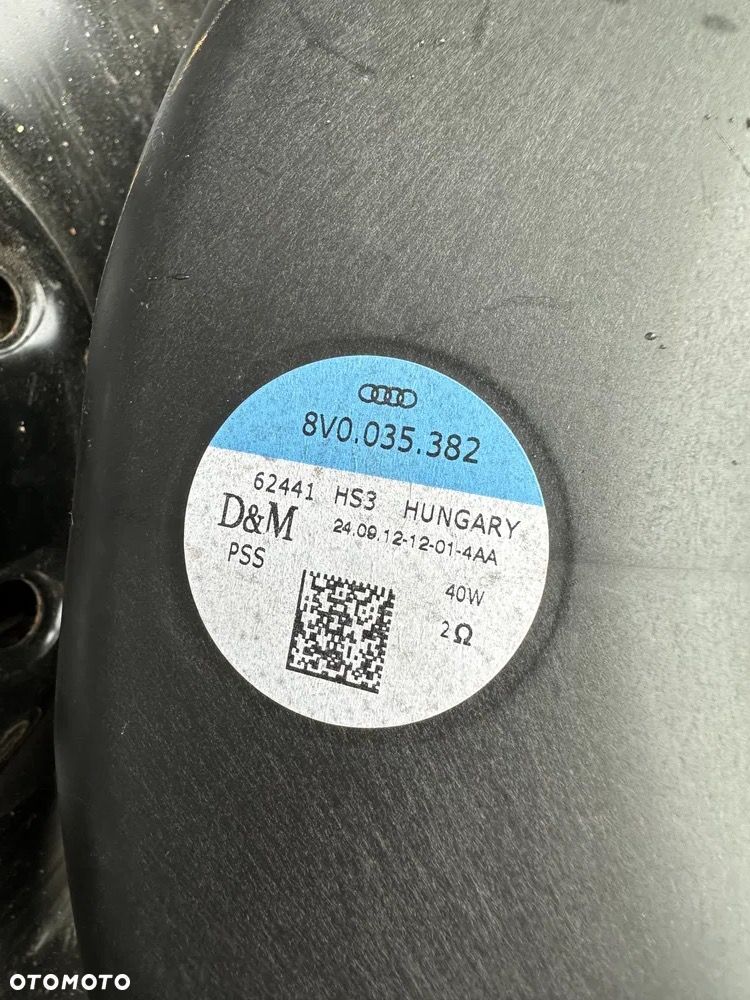 8V0.035.382
62441 HS3 HUNGARY
D&M 24.09.12-12-01-4AA
PSS
40W
2Ω
OTOMOTO